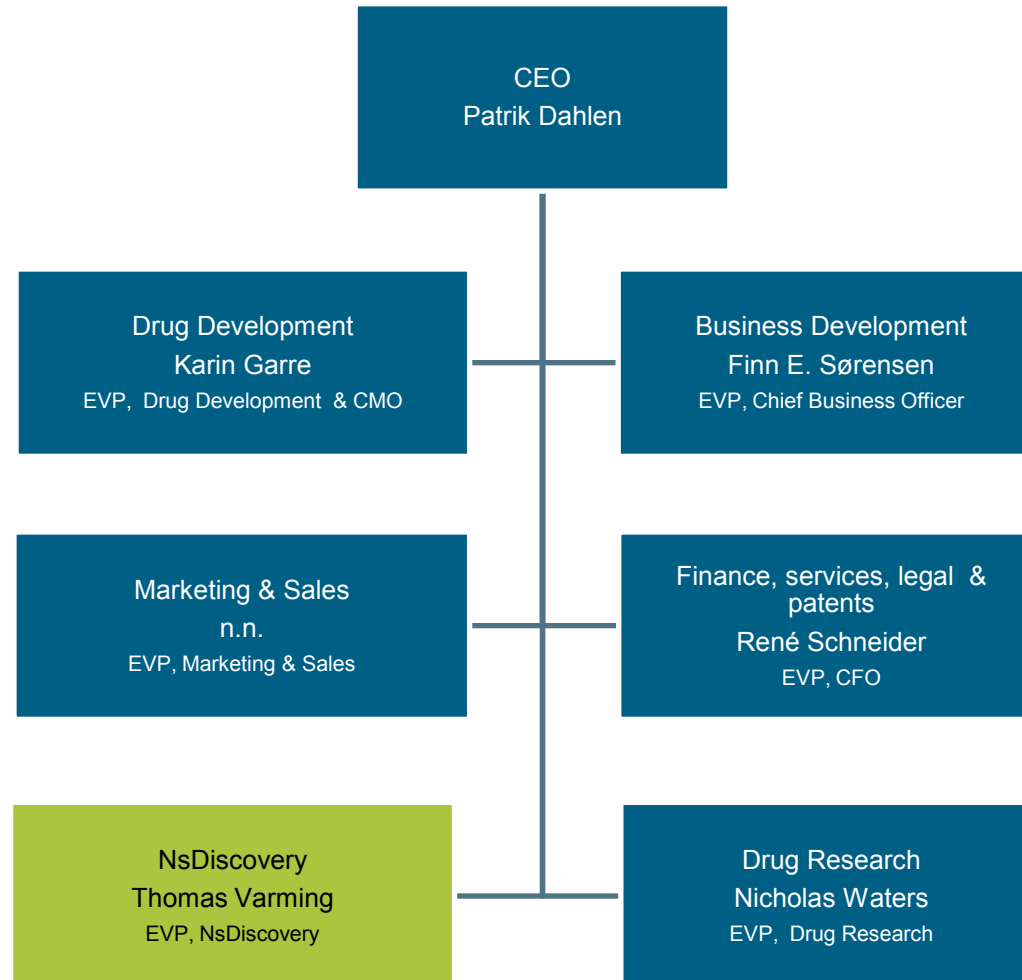 CEO
Patrik Dahlen
Drug Development
Karin Garre
EVP, Drug Development & CMO
Business Development
Finn E. Sørensen
EVP, Chief Business Officer
Marketing & Sales
n.n.
EVP, Marketing & Sales
Finance, services, legal &
patents
René Schneider
EVP, CFO
NsDiscovery
Thomas Varming
EVP, NsDiscovery
Drug Research
Nicholas Waters
EVP, Drug Research